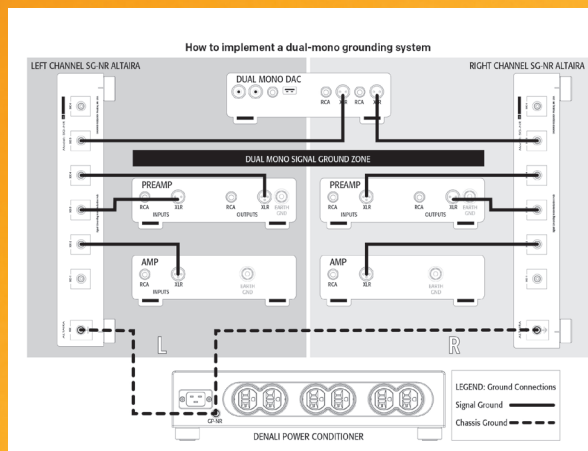 How to implement a dual-mono grounding system
LEFT CHANNEL SG-NR ALTAIRA
RIGHT CHANNEL SG-NR ALTAIRA
DUAL MONO DAC
RCA XLR RCA XLR
DUAL MONO SIGNAL GROUND ZONE
PREAMP
RCA XLR RCA XLR EARTH GND
INPUTS OUTPUTS
PREAMP
RCA XLR RCA XLR EARTH GND
INPUTS OUTPUTS
AMP
RCA XLR EARTH GND
INPUTS
AMP
RCA XLR EARTH GND
INPUTS
L
R
GP-NR
DENALI POWER CONDITIONER
LEGEND: Ground Connections
Signal Ground
Chassis Ground